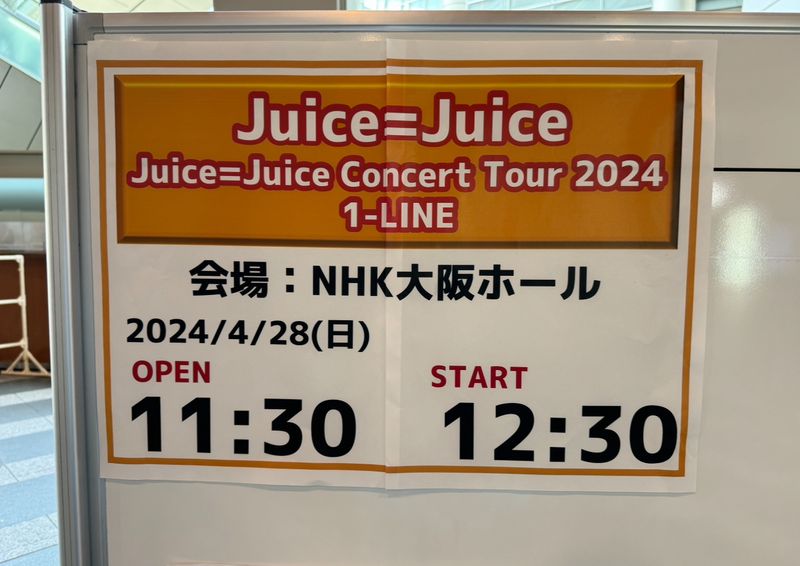 Juice=Juice
Juice=Juice Concert Tour 2024
1-LINE
会場：NHK大阪ホール
2024/4/28(日)
OPEN START
11:30 12:30